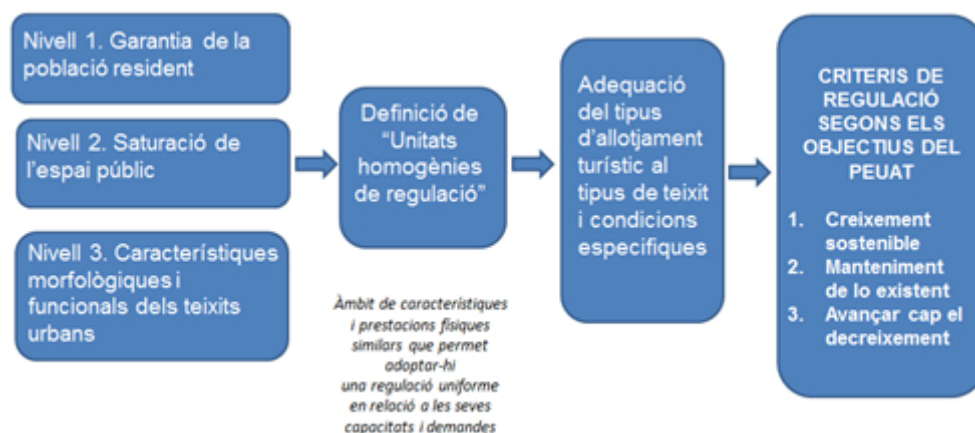 Nivell 1. Garantia de la
població resident
Nivell 2. Saturació de
l'espai públic
Nivell 3. Característiques
morfològiques i
funcionals dels teixits
urbans
Definició de
"Unitats
homogènies
de regulació"
Àmbit de característiques
i prestacions físiques
similars que permet
adoptar-hi
una regulació uniforme
en relació a les seves
capacitats i demandes
Adequació
del tipus
d'allotjament
turístic al
tipus de teixit
i condicions
especifiques
CRITERIS DE
REGULACIÓ
SEGONS ELS
OBJECTIUS DEL
PEUAT
1. Creixement
sostenible
2. Manteniment
de lo existent
3. Avançar cap el
decreixement